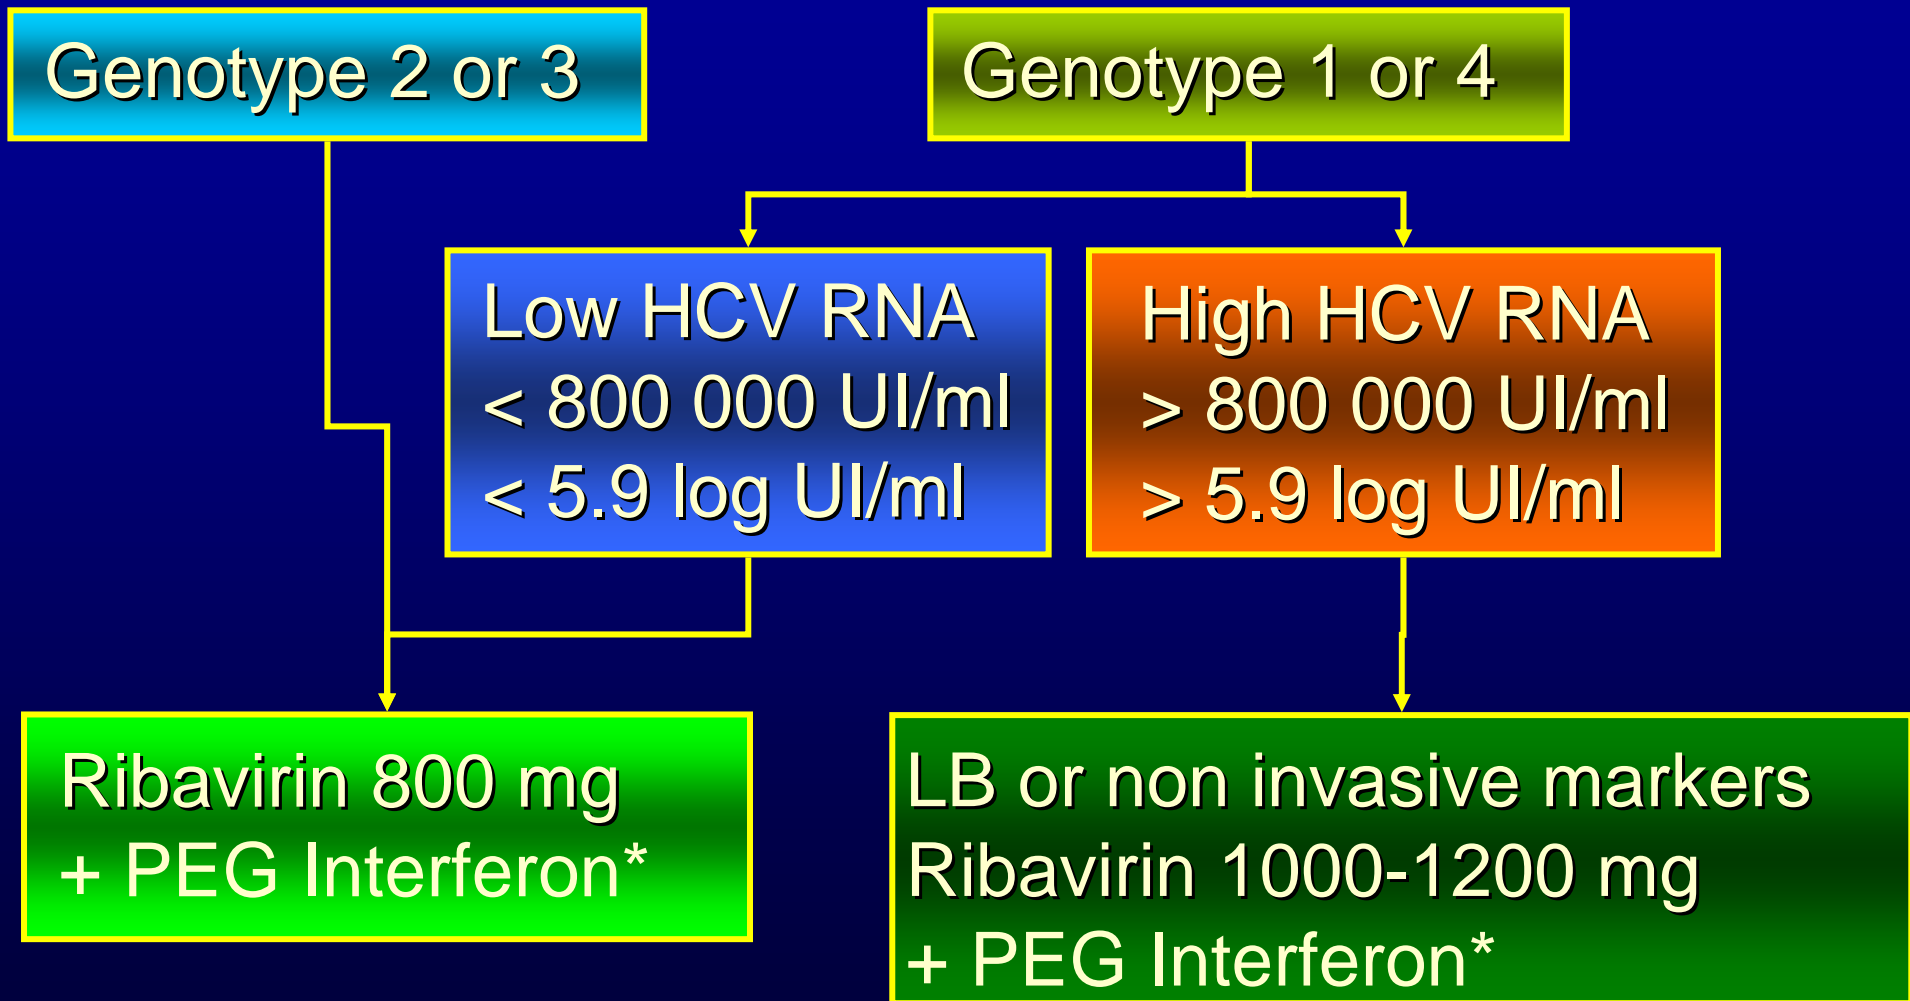 Genotype 2 or 3
Genotype 1 or 4
Low HCV RNA
< 800 000 UI/ml
< 5.9 log UI/ml
High HCV RNA
> 800 000 UI/ml
> 5.9 log UI/ml
Ribavirin 800 mg
+ PEG Interferon*
LB or non invasive markers
Ribavirin 1000-1200 mg
+ PEG Interferon*